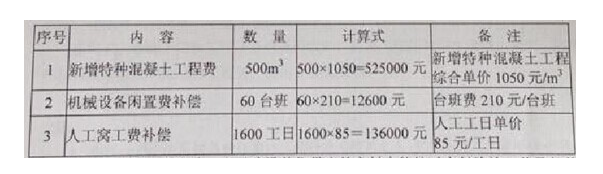 序号 内容 数量 计算式 备注
1 新增特种混凝土工程费 500m³ 500×1050=525000 元 新增特种混凝土工程
综合单价 1050 元/m³
2 机械设备闲置费补偿 60 台班 60×210=12600 元 台班费 210 元/台班
3 人工窝工费补偿 1600 工日 1600×85=136000 元 人工工日单价
85 元/工日